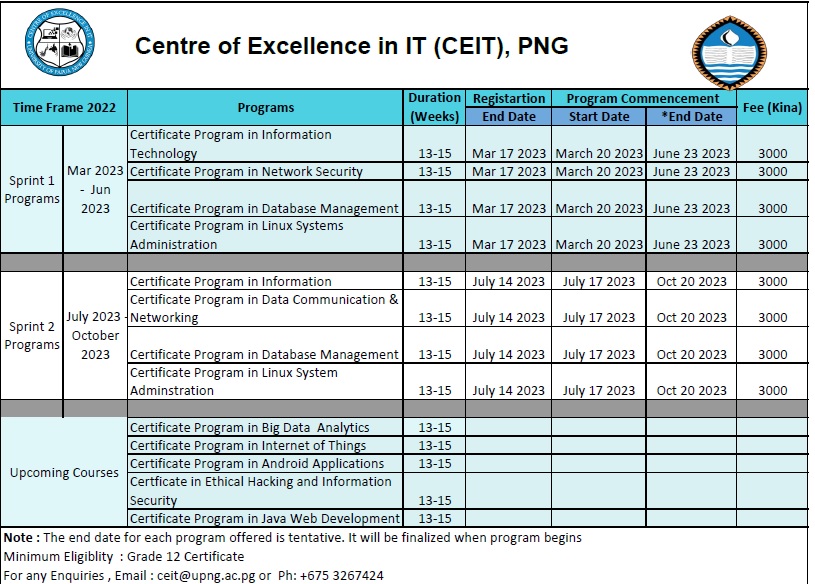 CENTRE OF EXCELLENCE IN IT
UNIVERSITY OF PAPUA NEW GUINEA
Centre of Excellence in IT (CEIT), PNG
Time Frame 2022 Programs Duration (Weeks) Registartion End Date Program Commencement Start Date *End Date Fee (Kina)
Sprint 1 Programs
Mar 2023 - Jun 2023
Certificate Program in Information
Technology 13-15 Mar 17 2023 March 20 2023 June 23 2023 3000
Certificate Program in Network Security 13-15 Mar 17 2023 March 20 2023 June 23 2023 3000
Certificate Program in Database Management 13-15 Mar 17 2023 March 20 2023 June 23 2023 3000
Certificate Program in Linux Systems
Administration 13-15 Mar 17 2023 March 20 2023 June 23 2023 3000
Sprint 2 Programs
July 2023 - October 2023
Certificate Program in Information 13-15 July 14 2023 July 17 2023 Oct 20 2023 3000
Certificate Program in Data Communication &
Networking 13-15 July 14 2023 July 17 2023 Oct 20 2023 3000
Certificate Program in Database Management 13-15 July 14 2023 July 17 2023 Oct 20 2023 3000
Certificate Program in Linux System
Adminstration 13-15 July 14 2023 July 17 2023 Oct 20 2023 3000
Upcoming Courses
Certificate Program in Big Data Analytics 13-15
Certificate Program in Internet of Things 13-15
Certificate Program in Android Applications 13-15
Certficate in Ethical Hacking and Information
Security 13-15
Certificate Program in Java Web Development 13-15
Note : The end date for each program offered is tentative. It will be finalized when program begins
Minimum Eligiblity : Grade 12 Certificate
For any Enquiries , Email : ceit@upng.ac.pg or Ph: +675 3267424